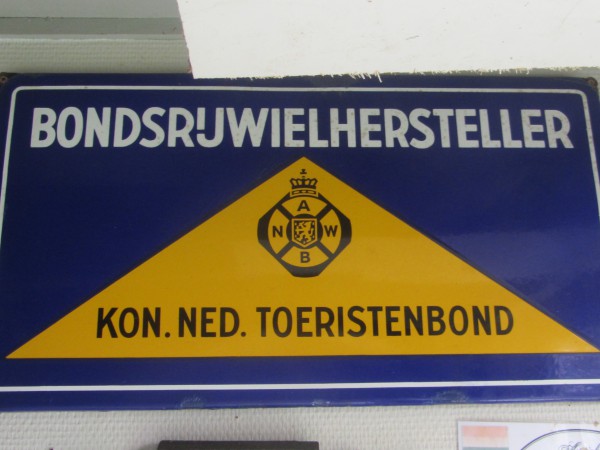 BONDSRIJWIELHERSTELLER
A
N W
B
KON. NED. TOERISTENBOND